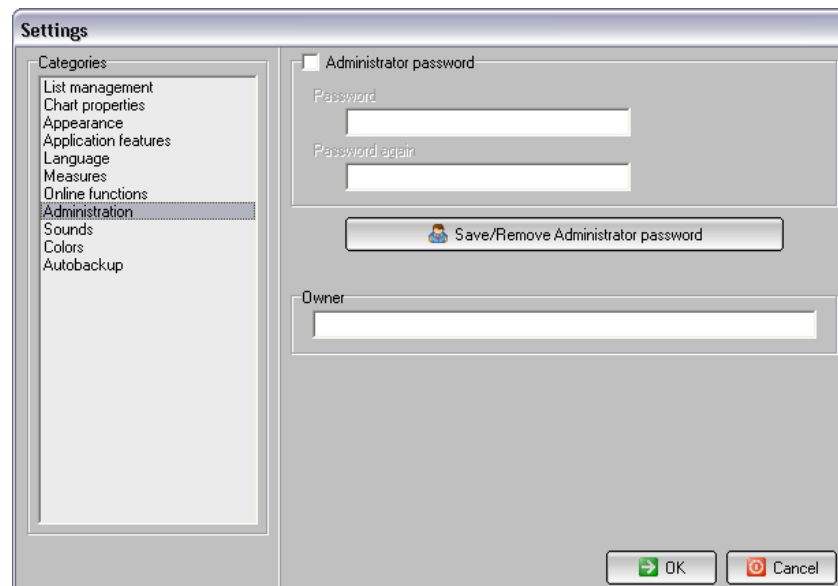 Settings
Categories
List management
Chart properties
Appearance
Application features
Language
Measures
Online functions
Administration
Sounds
Colors
Autobackup
Administrator password
Password
Password again
Save/Remove Administrator password
Owner
OK
Cancel